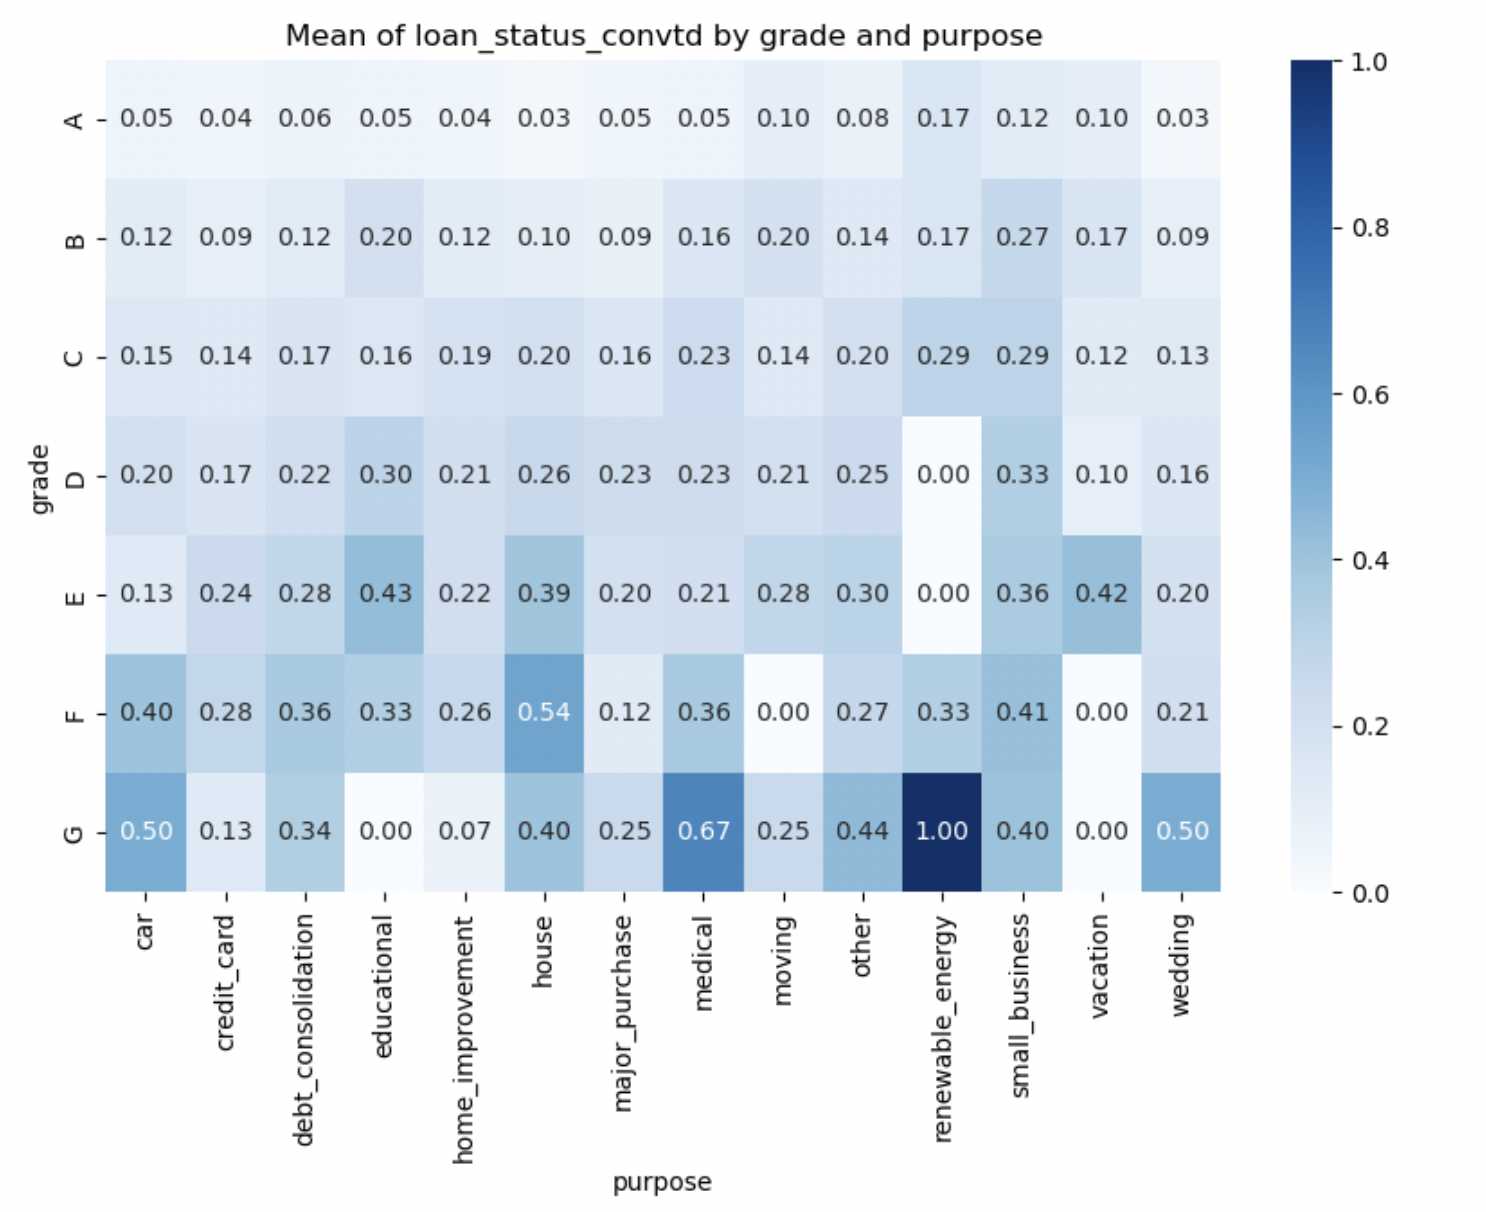 Mean of loan_status_convtd by grade and purpose
A 0.05 0.04 0.06 0.05 0.04 0.03 0.05 0.05 0.10 0.08 0.17 0.12 0.10 0.03
B 0.12 0.09 0.12 0.20 0.12 0.10 0.09 0.16 0.20 0.14 0.17 0.27 0.17 0.09
C 0.15 0.14 0.17 0.16 0.19 0.20 0.16 0.23 0.14 0.20 0.29 0.29 0.12 0.13
D 0.20 0.17 0.22 0.30 0.21 0.26 0.23 0.23 0.21 0.25 0.00 0.33 0.10 0.16
E 0.13 0.24 0.28 0.43 0.22 0.39 0.20 0.21 0.28 0.30 0.00 0.36 0.42 0.20
F 0.40 0.28 0.36 0.33 0.26 0.54 0.12 0.36 0.00 0.27 0.33 0.41 0.00 0.21
G 0.50 0.13 0.34 0.00 0.07 0.40 0.25 0.67 0.25 0.44 1.00 0.40 0.00 0.50
grade
car
credit_card
debt_consolidation
educational
home_improvement
house
major_purchase
medical
moving
other
renewable_energy
small_business
vacation
wedding
purpose
1.0
0.8
0.6
0.4
0.2
0.0